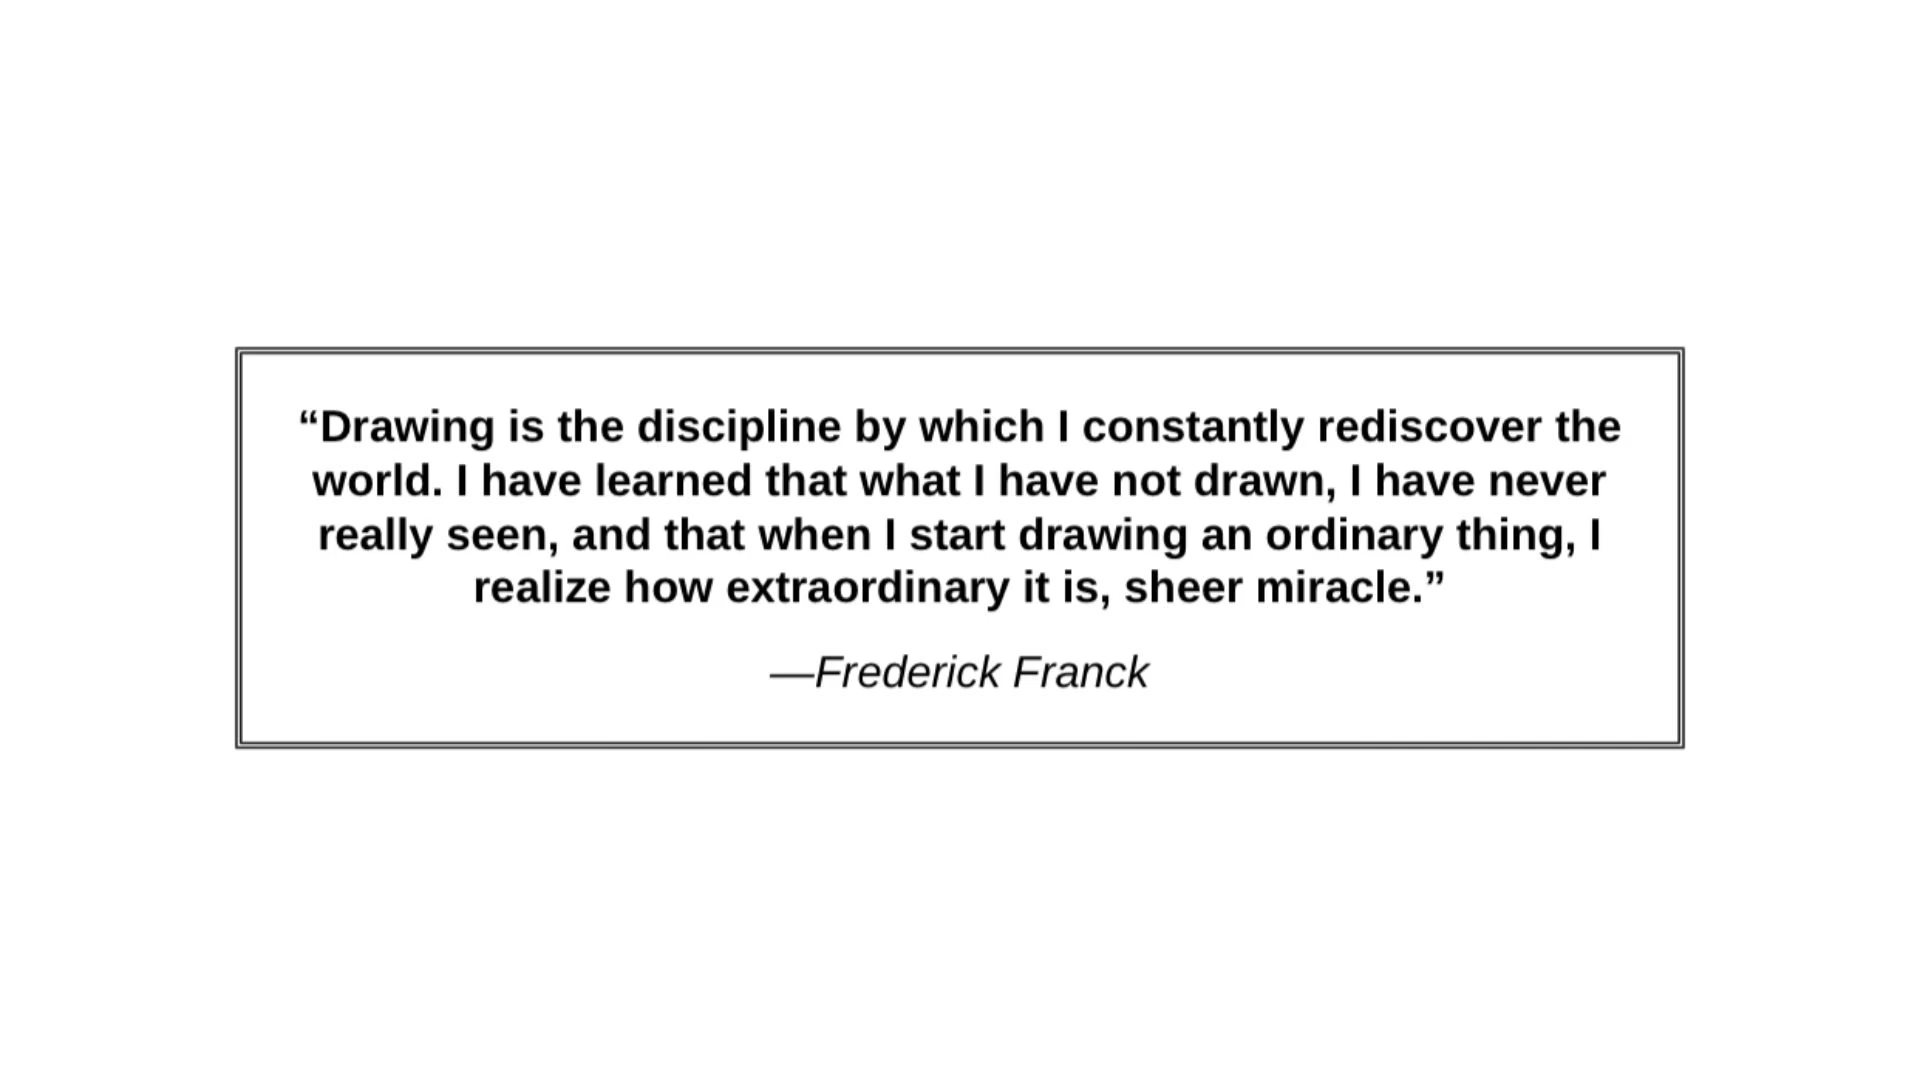 “Drawing is the discipline by which I constantly rediscover the
world. I have learned that what I have not drawn, I have never
really seen, and that when I start drawing an ordinary thing, I
realize how extraordinary it is, sheer miracle.”
—Frederick Franck